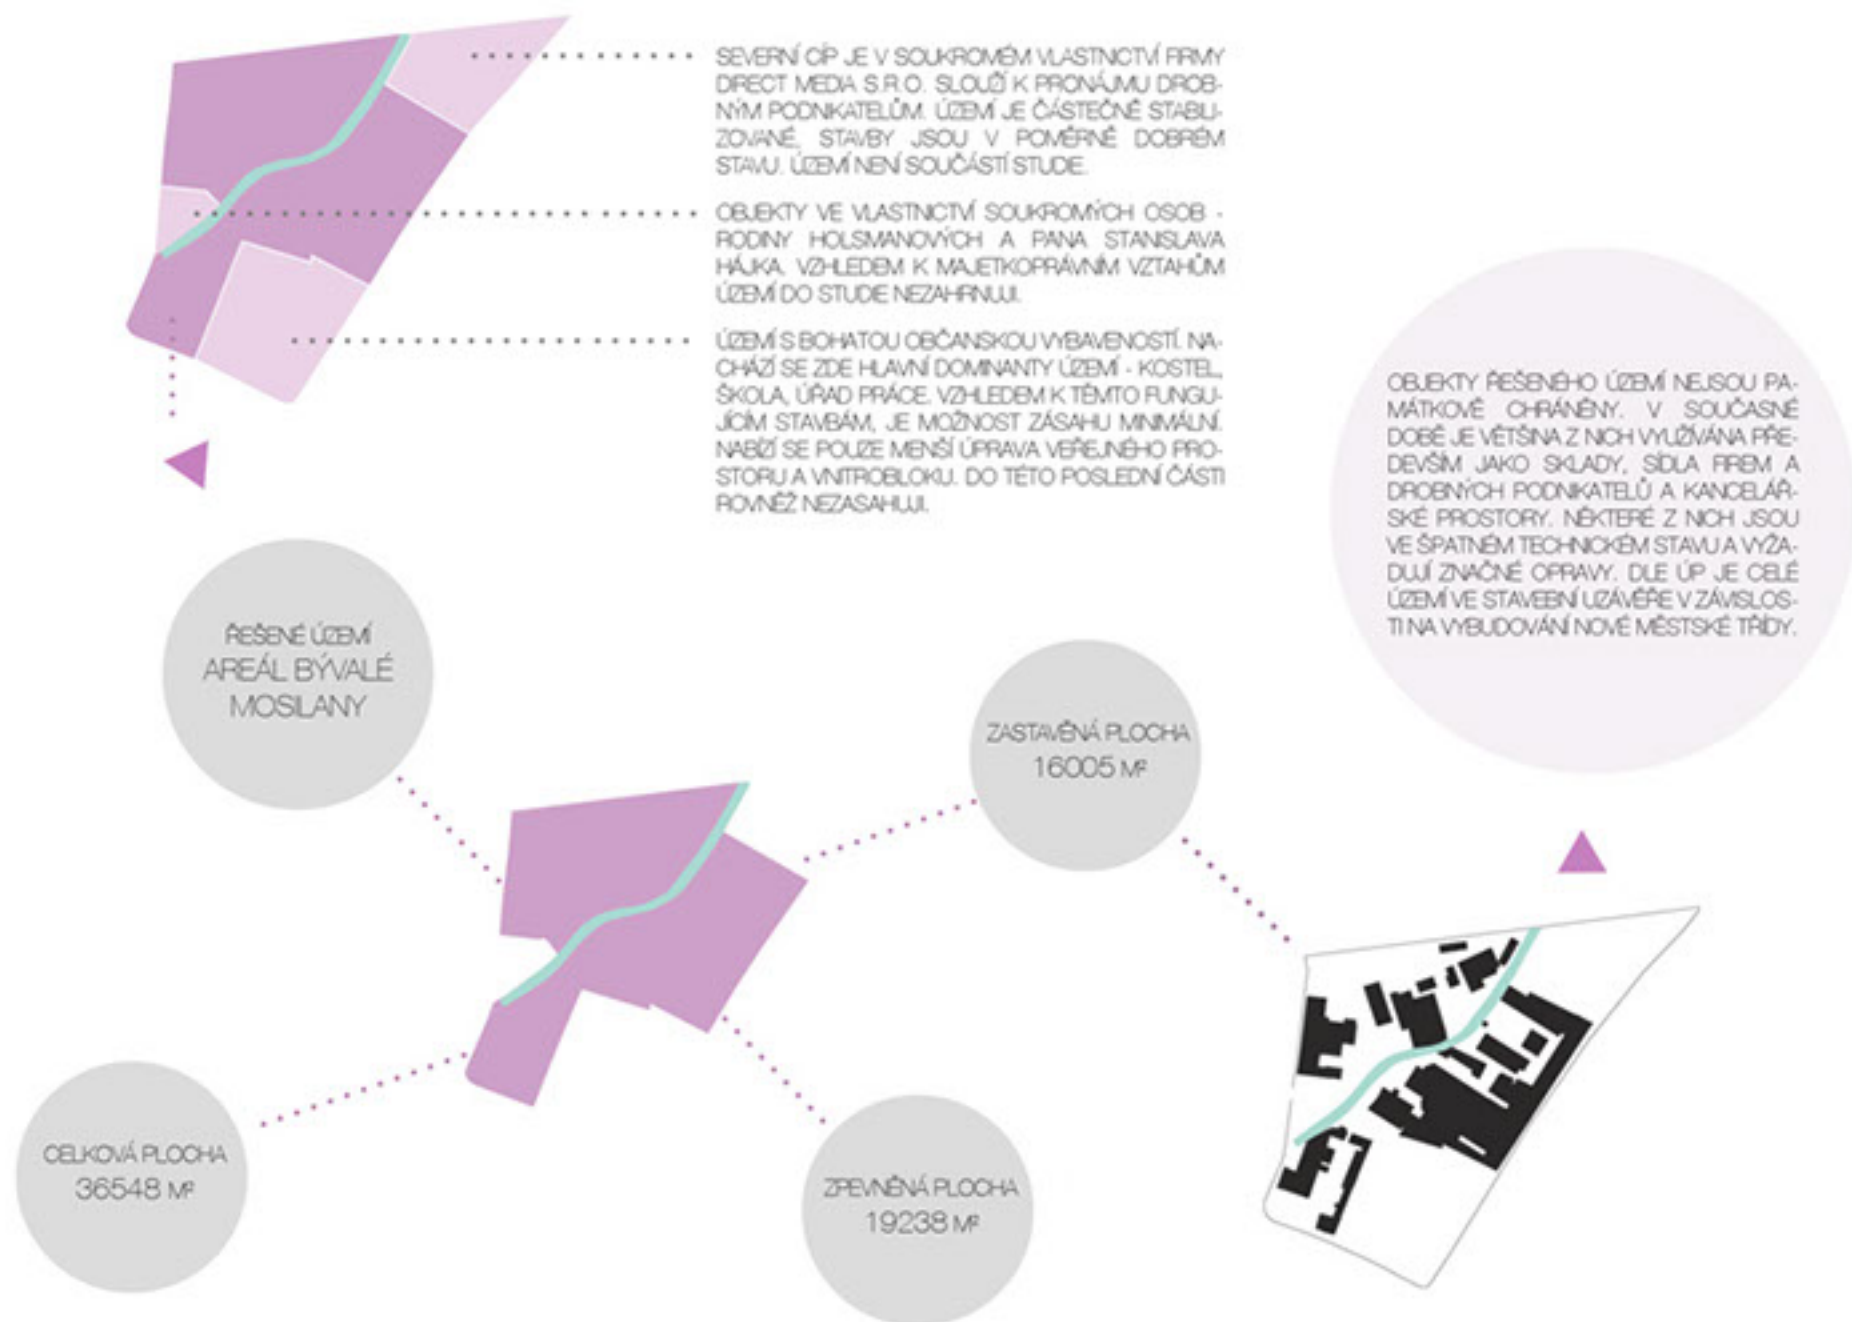 SEVERNÍ CÍP JE V SOUKROMÉM VLASTNICTVÍ FIRMY
DIRECT MEDIA S.R.O. SLOUŽÍ K PRONÁJMU DROB-
NÝM PODNIKATELŮM. ÚZEMÍ JE ČÁSTEČNĚ STABILI-
ZOVANÉ, STAVBY JSOU V POMĚRNĚ DOBRÉM
STAVU. ÚZEMÍ NENÍ SOUČÁSTÍ STUDIE.
OBJEKTY VE VLASTNICTVÍ SOUKROMÝCH OSOB -
RODINY HOLSMANOVÝCH A PANA STANISLAVA
HÁJKA. VZHLEDEM K MAJETKOPRÁVNÍM VZTAHŮM
ÚZEMÍ DO STUDIE NEZAHRNUJI.
ÚZEMÍ S BOHATOU OBČANSKOU VYBAVENOSTÍ. NA-
CHÁZÍ SE ZDE HLAVNÍ DOMINANTY ÚZEMÍ - KOSTEL,
ŠKOLA, ÚŘAD PRÁCE. VZHLEDEM K TĚMTO FUNGU-
JÍCÍM STAVBÁM, JE MOŽNOST ZÁSAHU MINIMÁLNÍ.
NABÍZÍ SE POUZE MENŠÍ ÚPRAVA VEŘEJNÉHO PRO-
STORU A VNITROBLOKU. DO TÉTO POSLEDNÍ ČÁSTI
ROVNĚŽ NEZASAHUJI.
OBJEKTY ŘEŠENÉHO ÚZEMÍ NEJSOU PA-
MÁTKOVĚ CHRÁNĚNY. V SOUČASNÉ
DOBĚ JE VĚTŠINA Z NICH VYUŽÍVÁNA PŘE-
DEVŠÍM JAKO SKLADY, SÍDLA FIREM A
DROBNÝCH PODNIKATELŮ A KANCELÁŘ-
SKÉ PROSTORY. NĚKTERÉ Z NICH JSOU
VE ŠPATNÉM TECHNICKÉM STAVU A VYŽA-
DUJÍ ZNAČNÉ OPRAVY. DLE ÚP JE CELÉ
ÚZEMÍ VE STAVEBNÍ UZÁVĚŘE V ZÁVISLOS-
TI NA VYBUDOVÁNÍ NOVÉ MĚSTSKÉ TŘÍDY.
ŘEŠENÉ ÚZEMÍ
AREÁL BÝVALÉ
MOSILANY
ZASTAVĚNÁ PLOCHA
16005 M²
CELKOVÁ PLOCHA
36548 M²
ZPEVNĚNÁ PLOCHA
19238 M²